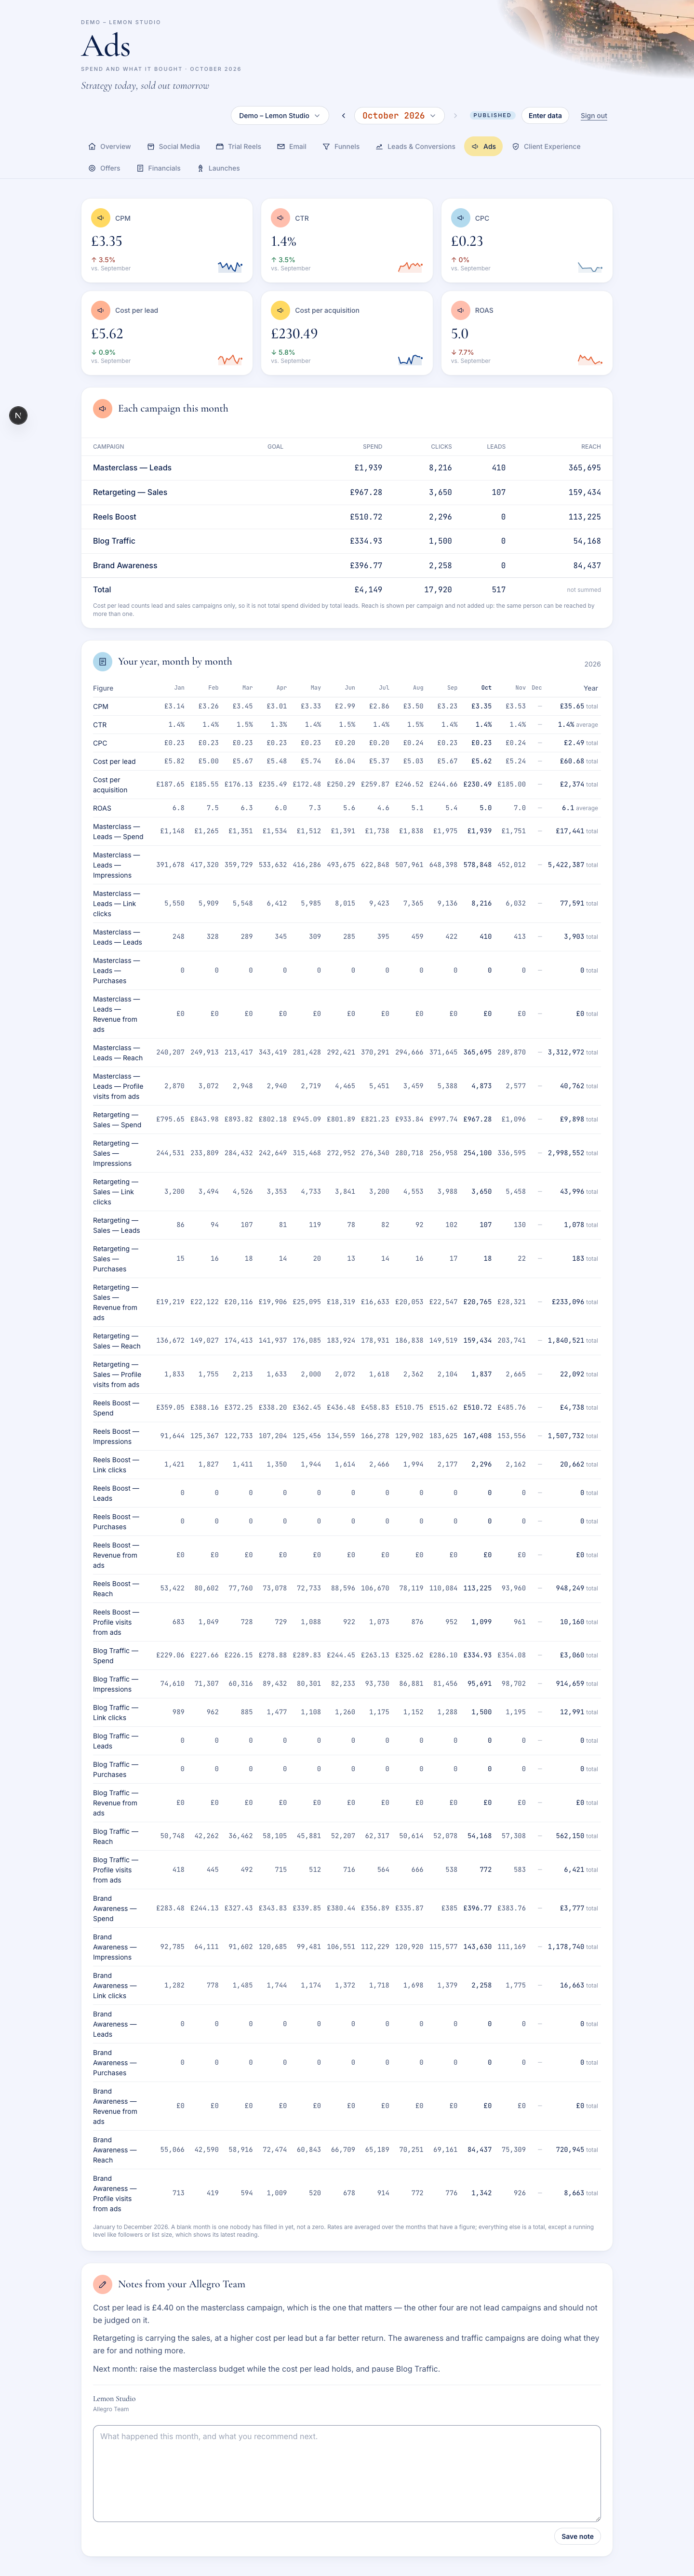 DEMO – LEMON STUDIO
Ads
SPEND AND WHAT IT BOUGHT · OCTOBER 2026
Strategy today, sold out tomorrow
Demo – Lemon Studio
October 2026
PUBLISHED
Enter data
Sign out
Overview
Social Media
Trial Reels
Email
Funnels
Leads & Conversions
Ads
Client Experience
Offers
Financials
Launches
CPM
£3.35
↑ 3.5%
vs. September
CTR
1.4%
↑ 3.5%
vs. September
CPC
£0.23
↑ 0%
vs. September
Cost per lead
£5.62
↓ 0.9%
vs. September
Cost per acquisition
£230.49
↓ 5.8%
vs. September
ROAS
5.0
↓ 7.7%
vs. September
N
Each campaign this month
CAMPAIGN GOAL SPEND CLICKS LEADS REACH
Masterclass — Leads £1,939 8,216 410 365,695
Retargeting — Sales £967.28 3,650 107 159,434
Reels Boost £510.72 2,296 0 113,225
Blog Traffic £334.93 1,500 0 54,168
Brand Awareness £396.77 2,258 0 84,437
Total £4,149 17,920 517 not summed
Cost per lead counts lead and sales campaigns only, so it is not total spend divided by total leads. Reach is shown per campaign and not added up: the same person can be reached by
more than one.
Your year, month by month
2026
Figure Jan Feb Mar Apr May Jun Jul Aug Sep Oct Nov Dec Year
CPM £3.14 £3.26 £3.45 £3.01 £3.33 £2.99 £2.86 £3.50 £3.23 £3.35 £3.53 — £35.65 total
CTR 1.4% 1.4% 1.5% 1.3% 1.4% 1.5% 1.4% 1.5% 1.4% 1.4% 1.4% — 1.4% average
CPC £0.23 £0.23 £0.23 £0.23 £0.23 £0.20 £0.20 £0.24 £0.23 £0.23 £0.24 — £2.49 total
Cost per lead £5.82 £5.00 £5.67 £5.48 £5.74 £6.04 £5.37 £5.03 £5.67 £5.62 £5.24 — £60.68 total
Cost per
acquisition £187.65 £185.55 £176.13 £235.49 £172.48 £250.29 £259.87 £246.52 £244.66 £230.49 £185.00 — £2,374 total
ROAS 6.8 7.5 6.3 6.0 7.3 5.6 4.6 5.1 5.4 5.0 7.0 — 6.1 average
Masterclass —
Leads — Spend £1,148 £1,265 £1,351 £1,534 £1,512 £1,391 £1,738 £1,838 £1,975 £1,939 £1,751 — £17,441 total
Masterclass —
Leads —
Impressions 391,678 417,320 359,729 533,632 416,286 493,675 622,848 507,961 648,398 578,848 452,012 — 5,422,387 total
Masterclass —
Leads — Link
clicks 5,550 5,909 5,548 6,412 5,985 8,015 9,423 7,365 9,136 8,216 6,032 — 77,591 total
Masterclass —
Leads — Leads 248 328 289 345 309 285 395 459 422 410 413 — 3,903 total
Masterclass —
Leads —
Purchases 0 0 0 0 0 0 0 0 0 0 0 — 0 total
Masterclass —
Leads —
Revenue from
ads £0 £0 £0 £0 £0 £0 £0 £0 £0 £0 £0 — £0 total
Masterclass —
Leads — Reach 240,207 249,913 213,417 343,419 281,428 292,421 370,291 294,666 371,645 365,695 289,870 — 3,312,972 total
Masterclass —
Leads — Profile
visits from ads 2,870 3,072 2,948 2,940 2,719 4,465 5,451 3,459 5,388 4,873 2,577 — 40,762 total
Retargeting —
Sales — Spend £795.65 £843.98 £893.82 £802.18 £945.09 £801.89 £821.23 £933.84 £997.74 £967.28 £1,096 — £9,898 total
Retargeting —
Sales —
Impressions 244,531 233,809 284,432 242,649 315,468 272,952 276,340 280,718 256,958 254,100 336,595 — 2,998,552 total
Retargeting —
Sales — Link
clicks 3,200 3,494 4,526 3,353 4,733 3,841 3,200 4,553 3,988 3,650 5,458 — 43,996 total
Retargeting —
Sales — Leads 86 94 107 81 119 78 82 92 102 107 130 — 1,078 total
Retargeting —
Sales —
Purchases 15 16 18 14 20 13 14 16 17 18 22 — 183 total
Retargeting —
Sales —
Revenue from
ads £19,219 £22,122 £20,116 £19,906 £25,095 £18,319 £16,633 £20,053 £22,547 £20,765 £28,321 — £233,096 total
Retargeting —
Sales — Reach 136,672 149,027 174,413 141,937 176,085 183,924 178,931 186,838 149,519 159,434 203,741 — 1,840,521 total
Retargeting —
Sales — Profile
visits from ads 1,833 1,755 2,213 1,633 2,000 2,072 1,618 2,362 2,104 1,837 2,665 — 22,092 total
Reels Boost —
Spend £359.05 £388.16 £372.25 £338.20 £362.45 £436.48 £458.83 £510.75 £515.62 £510.72 £485.76 — £4,738 total
Reels Boost —
Impressions 91,644 125,367 122,733 107,204 125,456 134,559 166,278 129,902 183,625 167,408 153,556 — 1,507,732 total
Reels Boost —
Link clicks 1,421 1,827 1,411 1,350 1,944 1,614 2,466 1,994 2,177 2,296 2,162 — 20,662 total
Reels Boost —
Leads 0 0 0 0 0 0 0 0 0 0 0 — 0 total
Reels Boost —
Purchases 0 0 0 0 0 0 0 0 0 0 0 — 0 total
Reels Boost —
Revenue from
ads £0 £0 £0 £0 £0 £0 £0 £0 £0 £0 £0 — £0 total
Reels Boost —
Reach 53,422 80,602 77,760 73,078 72,733 88,596 106,670 78,119 110,084 113,225 93,960 — 948,249 total
Reels Boost —
Profile visits
from ads 683 1,049 728 729 1,088 922 1,073 876 952 1,099 961 — 10,160 total
Blog Traffic —
Spend £229.06 £227.66 £226.15 £278.88 £289.83 £244.45 £263.13 £325.62 £286.10 £334.93 £354.08 — £3,060 total
Blog Traffic —
Impressions 74,610 71,307 60,316 89,432 80,301 82,233 93,730 86,881 81,456 95,691 98,702 — 914,659 total
Blog Traffic —
Link clicks 989 962 885 1,477 1,108 1,260 1,175 1,152 1,288 1,500 1,195 — 12,991 total
Blog Traffic —
Leads 0 0 0 0 0 0 0 0 0 0 0 — 0 total
Blog Traffic —
Purchases 0 0 0 0 0 0 0 0 0 0 0 — 0 total
Blog Traffic —
Revenue from
ads £0 £0 £0 £0 £0 £0 £0 £0 £0 £0 £0 — £0 total
Blog Traffic —
Reach 50,748 42,262 36,462 58,105 45,881 52,207 62,317 50,614 52,078 54,168 57,308 — 562,150 total
Blog Traffic —
Profile visits
from ads 418 445 492 715 512 716 564 666 538 772 583 — 6,421 total
Brand
Awareness —
Spend £283.48 £244.13 £327.43 £343.83 £339.85 £380.44 £356.89 £335.87 £385 £396.77 £383.76 — £3,777 total
Brand
Awareness —
Impressions 92,785 64,111 91,602 120,685 99,481 106,551 112,229 120,920 115,577 143,630 111,169 — 1,178,740 total
Brand
Awareness —
Link clicks 1,282 778 1,485 1,744 1,174 1,372 1,718 1,698 1,379 2,258 1,775 — 16,663 total
Brand
Awareness —
Leads 0 0 0 0 0 0 0 0 0 0 0 — 0 total
Brand
Awareness —
Purchases 0 0 0 0 0 0 0 0 0 0 0 — 0 total
Brand
Awareness —
Revenue from
ads £0 £0 £0 £0 £0 £0 £0 £0 £0 £0 £0 — £0 total
Brand
Awareness —
Reach 55,066 42,590 58,916 72,474 60,843 66,709 65,189 70,251 69,161 84,437 75,309 — 720,945 total
Brand
Awareness —
Profile visits
from ads 713 419 594 1,009 520 678 914 772 776 1,342 926 — 8,663 total
January to December 2026. A blank month is one nobody has filled in yet, not a zero. Rates are averaged over the months that have a figure; everything else is a total, except a running
level like followers or list size, which shows its latest reading.
Notes from your Allegro Team
Cost per lead is £4.40 on the masterclass campaign, which is the one that matters — the other four are not lead campaigns and should not
be judged on it.
Retargeting is carrying the sales, at a higher cost per lead but a far better return. The awareness and traffic campaigns are doing what they
are for and nothing more.
Next month: raise the masterclass budget while the cost per lead holds, and pause Blog Traffic.
Lemon Studio
Allegro Team
What happened this month, and what you recommend next.
Save note